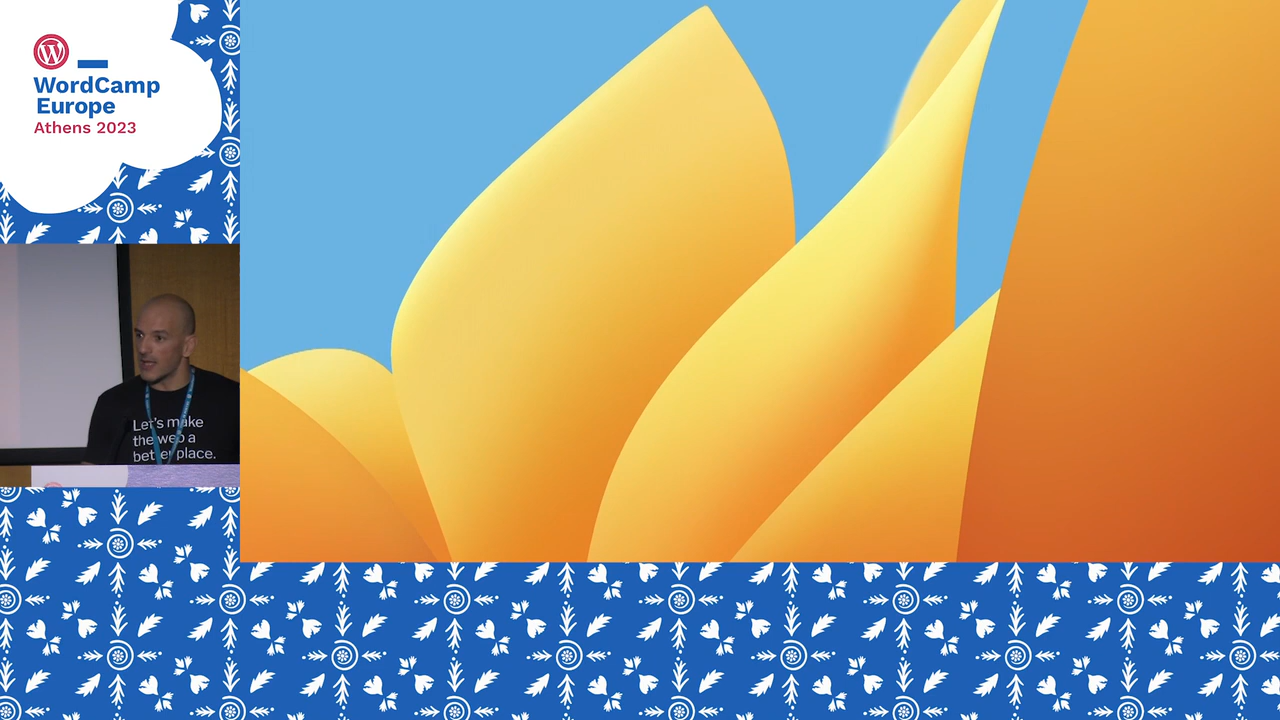 WordCamp
Europe
Athens 2023
Let's make
the web a
better place.